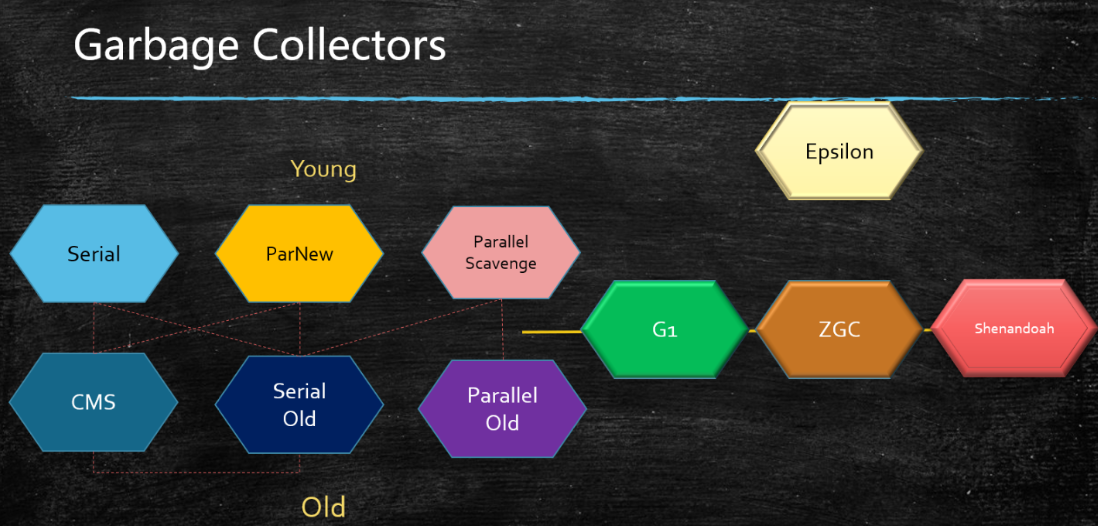 Garbage Collectors
Epsilon
Young
Serial
ParNew
Parallel
Scavenge
G1
ZGC
Shenandoah
CMS
Serial
Old
Parallel
Old
Old